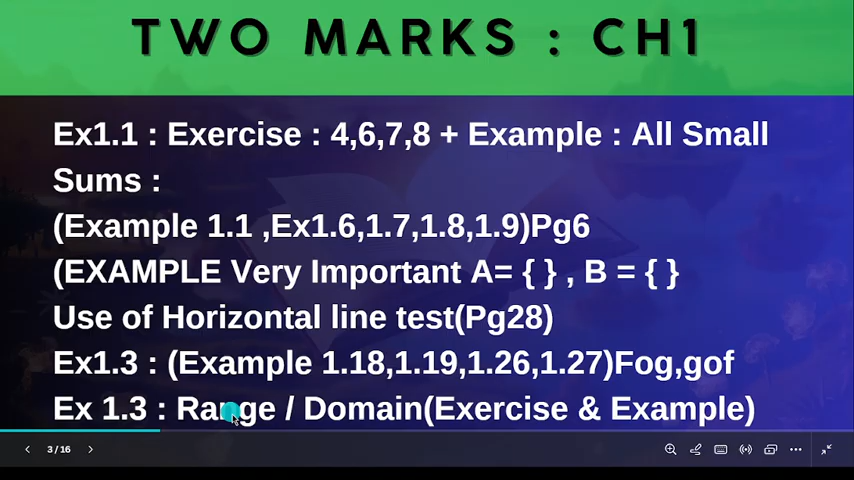 TWO MARKS : CH1
Ex1.1 : Exercise : 4,6,7,8 + Example : All Small
Sums :
(Example 1.1 ,Ex1.6,1.7,1.8,1.9)Pg6
(EXAMPLE Very Important A= { } , B = { }
Use of Horizontal line test(Pg28)
Ex1.3 : (Example 1.18,1.19,1.26,1.27)Fog,gof
Ex 1.3 : Range / Domain(Exercise & Example)
3 / 16